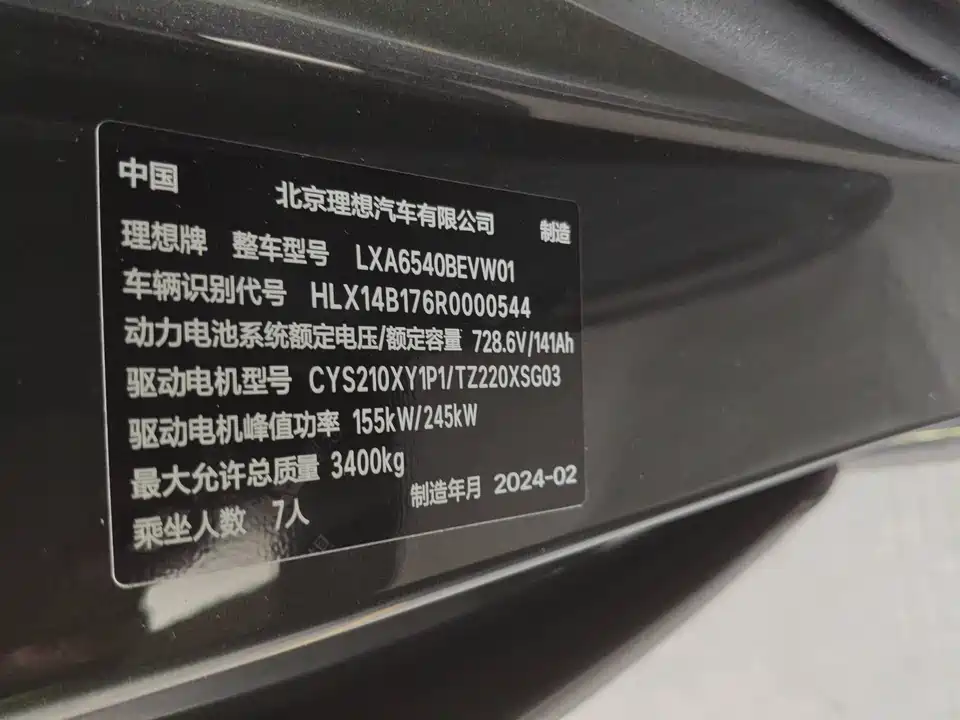 中国
北京理想汽车有限公司 制造
理想牌 整车型号 LXA6540BEVW01
车辆识别代号 HLX14B176R0000544
动力电池系统额定电压/额定容量 728.6V/141Ah
驱动电机型号 CYS210XY1P1/TZ220XSG03
驱动电机峰值功率 155kW/245kW
最大允许总质量 3400kg
制造年月 2024-02
乘坐人数 7人